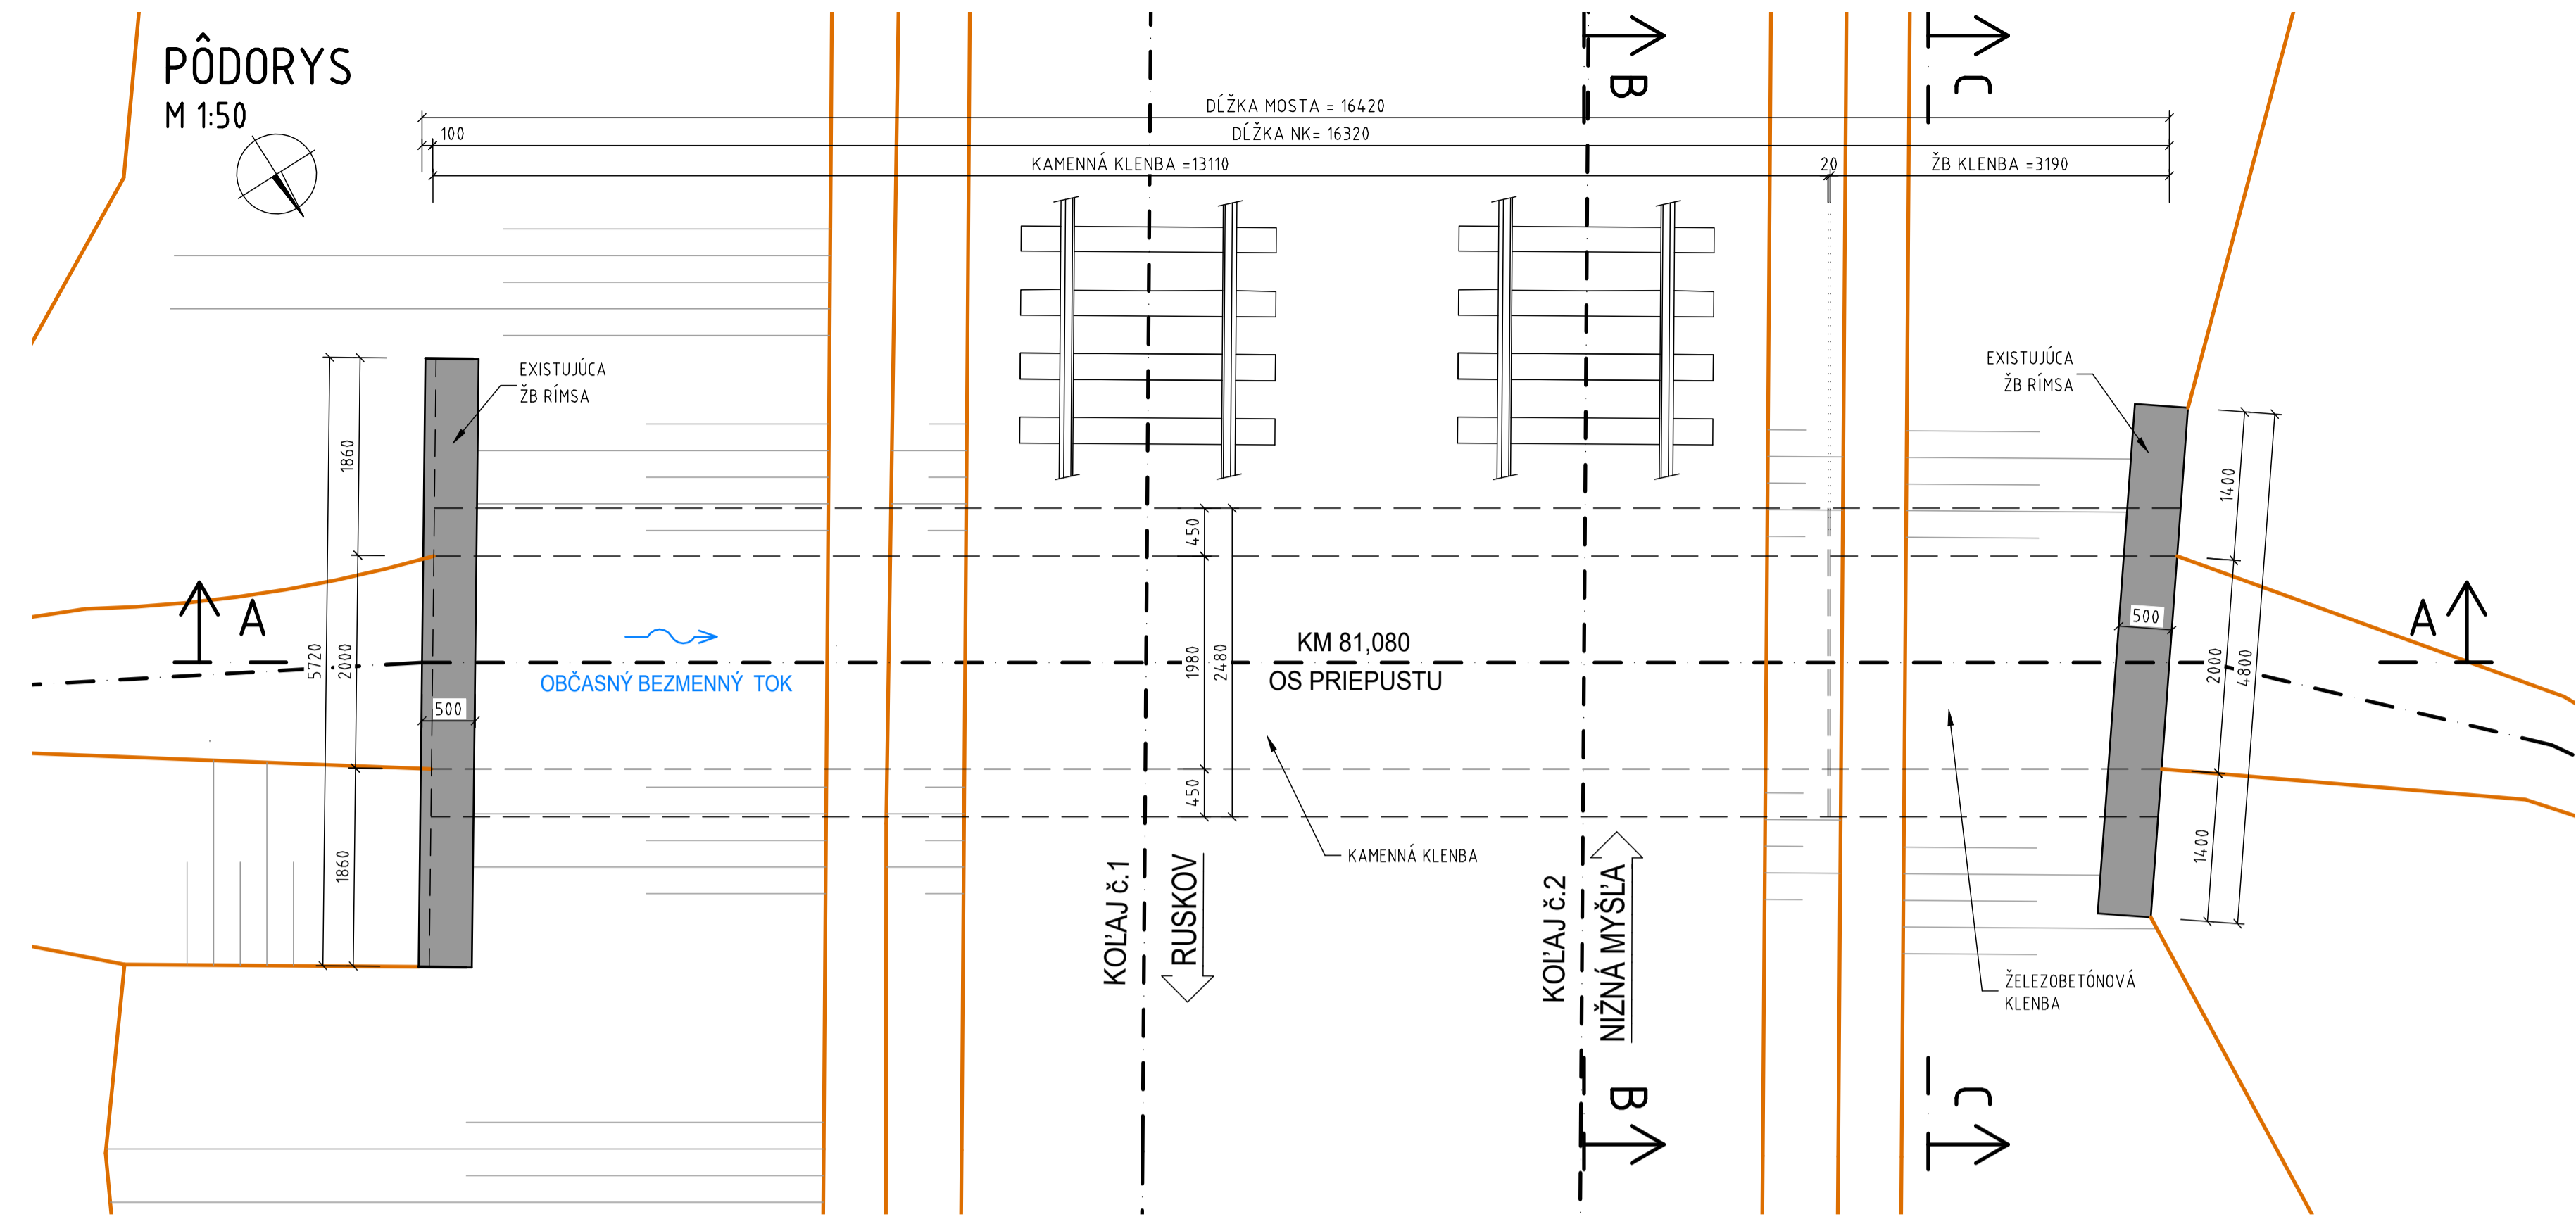 PÔDORYS
M 1:50
DĹŽKA MOSTA = 16420
100
DĹŽKA NK= 16320
KAMENNÁ KLENBA =13110
20
ŽB KLENBA =3190
B
C
EXISTUJÚCA
ŽB RÍMSA
EXISTUJÚCA
ŽB RÍMSA
1860
5720
2000
1860
500
A
OBČASNÝ BEZMENNÝ TOK
450
1980
2480
450
KM 81,080
OS PRIEPUSTU
500
1400
2000
4800
1400
A
KAMENNÁ KLENBA
KOĽAJ č.1
RUSKOV
KOĽAJ č.2
NIŽNÁ MYŠĽA
ŽELEZOBETÓNOVÁ
KLENBA
B
C